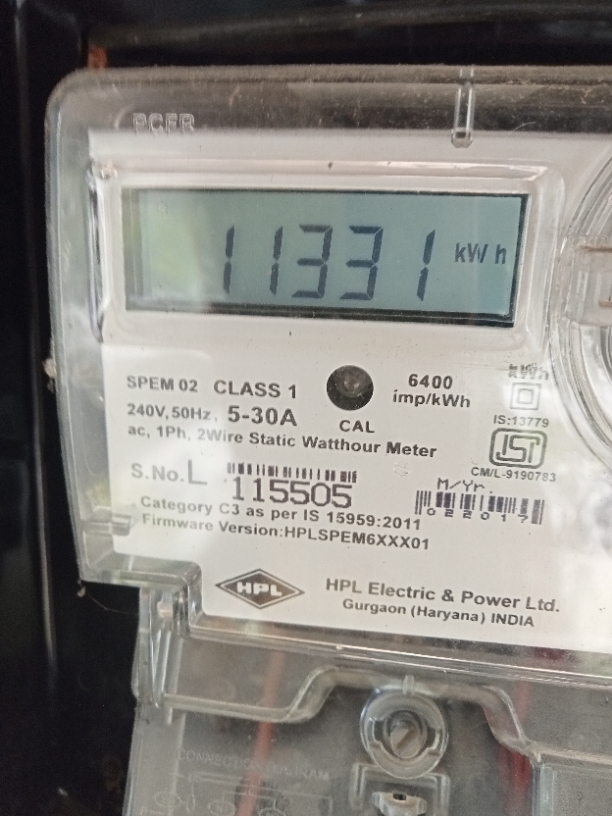 11331 kWh
kWh
SPEM 02 CLASS 1
6400
imp/kWh
240V, 50Hz, 5-30A
CAL
IS:13779
ac, 1Ph, 2Wire Static Watthour Meter
ISI
CM/L-9190783
S.No. L 115505
M/Yr.
022017
Category C3 as per IS 15959:2011
Firmware Version:HPLSPEM6XXX01
HPL
HPL Electric & Power Ltd.
Gurgaon (Haryana) INDIA